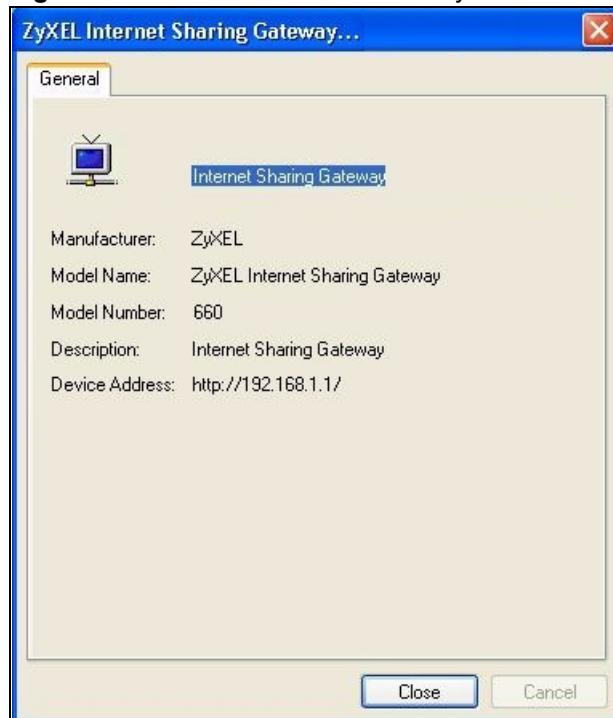 ZyXEL Internet Sharing Gateway...
General
Internet Sharing Gateway
Manufacturer: ZyXEL
Model Name: ZyXEL Internet Sharing Gateway
Model Number: 660
Description: Internet Sharing Gateway
Device Address: http://192.168.1.1/
Close Cancel